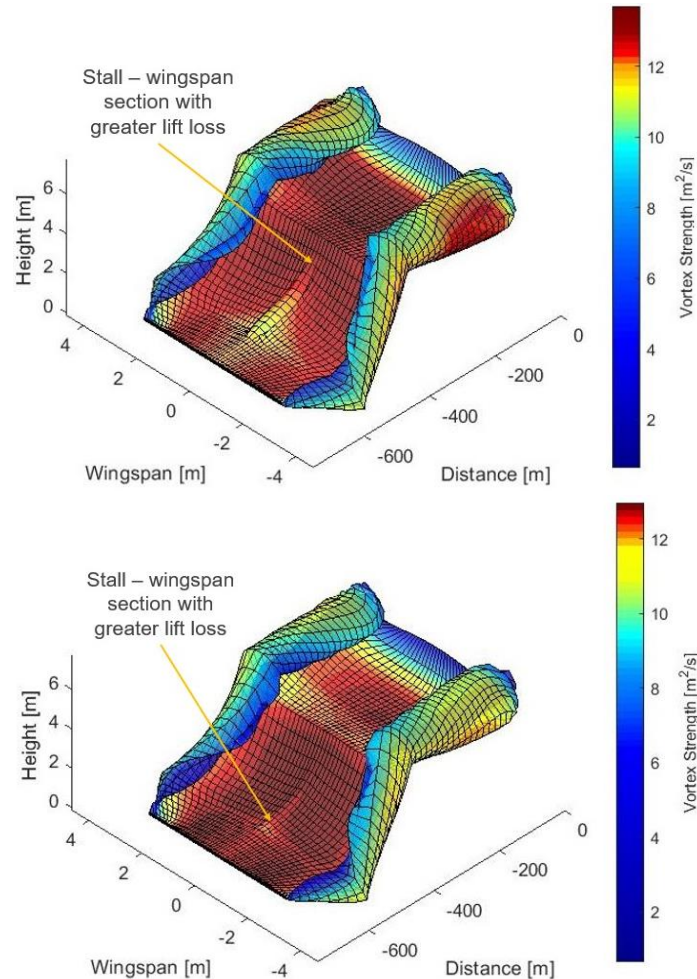 Stall – wingspan
section with
greater lift loss
6
4
2
0
Height [m]
4
2
0
-2
-4
Wingspan [m]
0
-200
-400
-600
Distance [m]
12
10
8
6
4
2
Vortex Strength [m²/s]
Stall – wingspan
section with
greater lift loss
6
4
2
0
Height [m]
4
2
0
-2
-4
Wingspan [m]
0
-200
-400
-600
Distance [m]
12
10
8
6
4
2
Vortex Strength [m²/s]